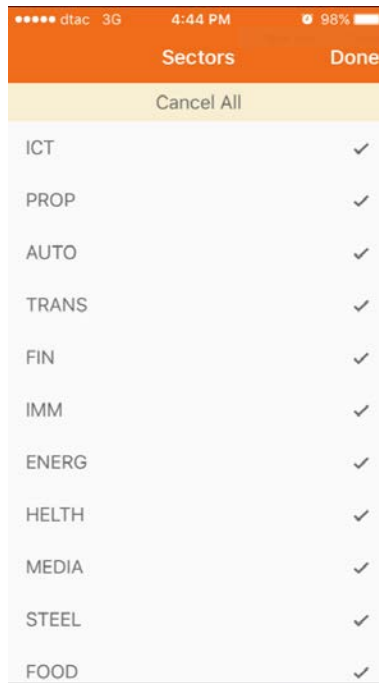 dtac 3G 4:44 PM 98%
Sectors Done
Cancel All
ICT
PROP
AUTO
TRANS
FIN
IMM
ENERG
HELTH
MEDIA
STEEL
FOOD